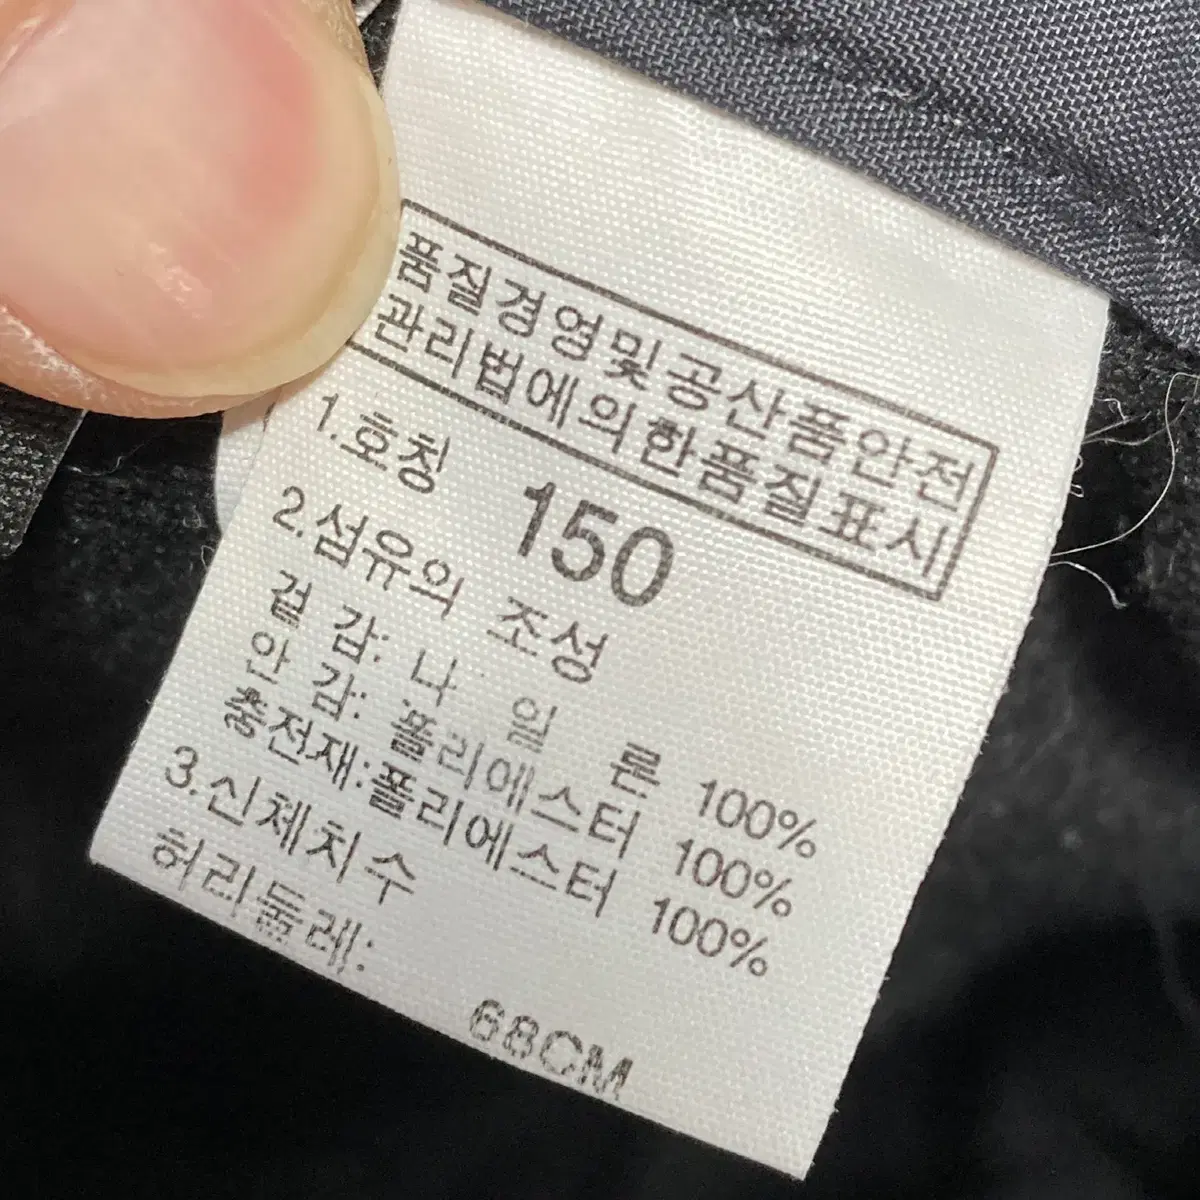 품질경영및공산품안전
관리법에의한품질표시
1.호칭 150
2.섬유의 조성
겉 감: 나 일 론 100%
안 감: 폴리에스터 100%
충전재:폴리에스터 100%
3.신체치수
허리둘레: 68CM